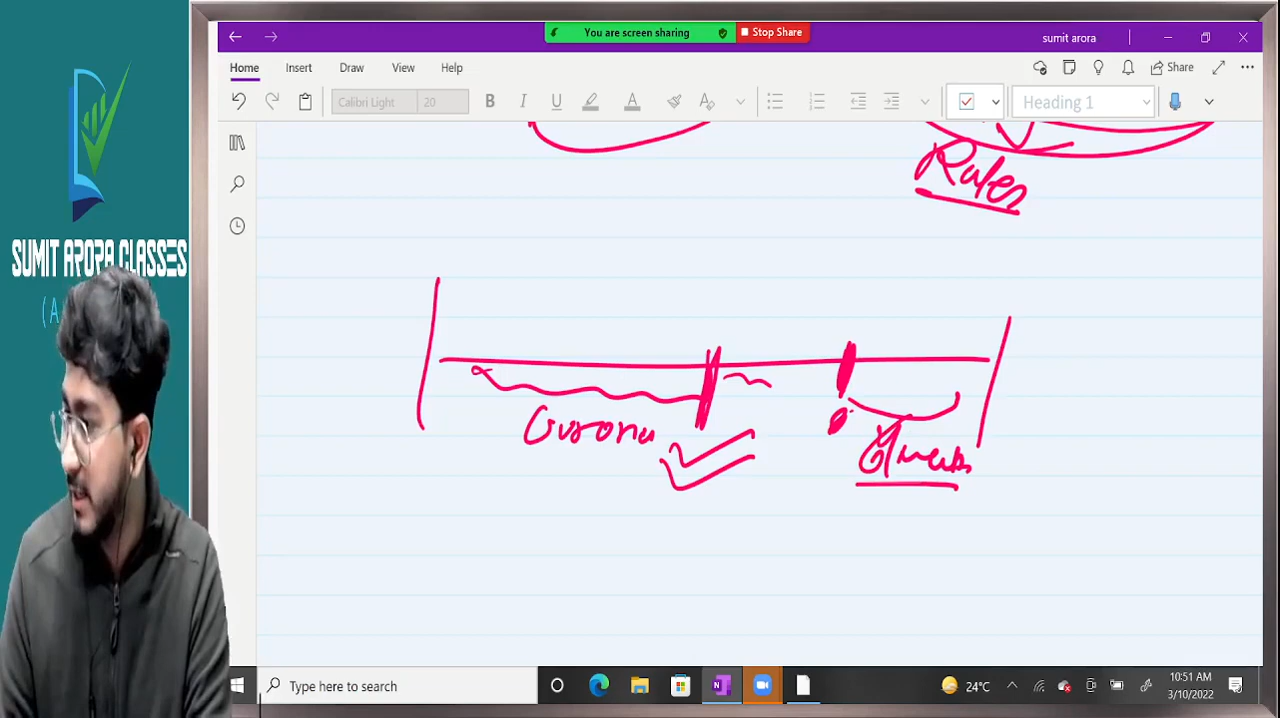 You are screen sharing
Stop Share
sumit arora
Home Insert Draw View Help
Share
Calibri Light 20
B I U A
Heading 1
SUMIT ARORA CLASSES
(A
Rules
Corona
Type here to search
24°C
10:51 AM
3/10/2022